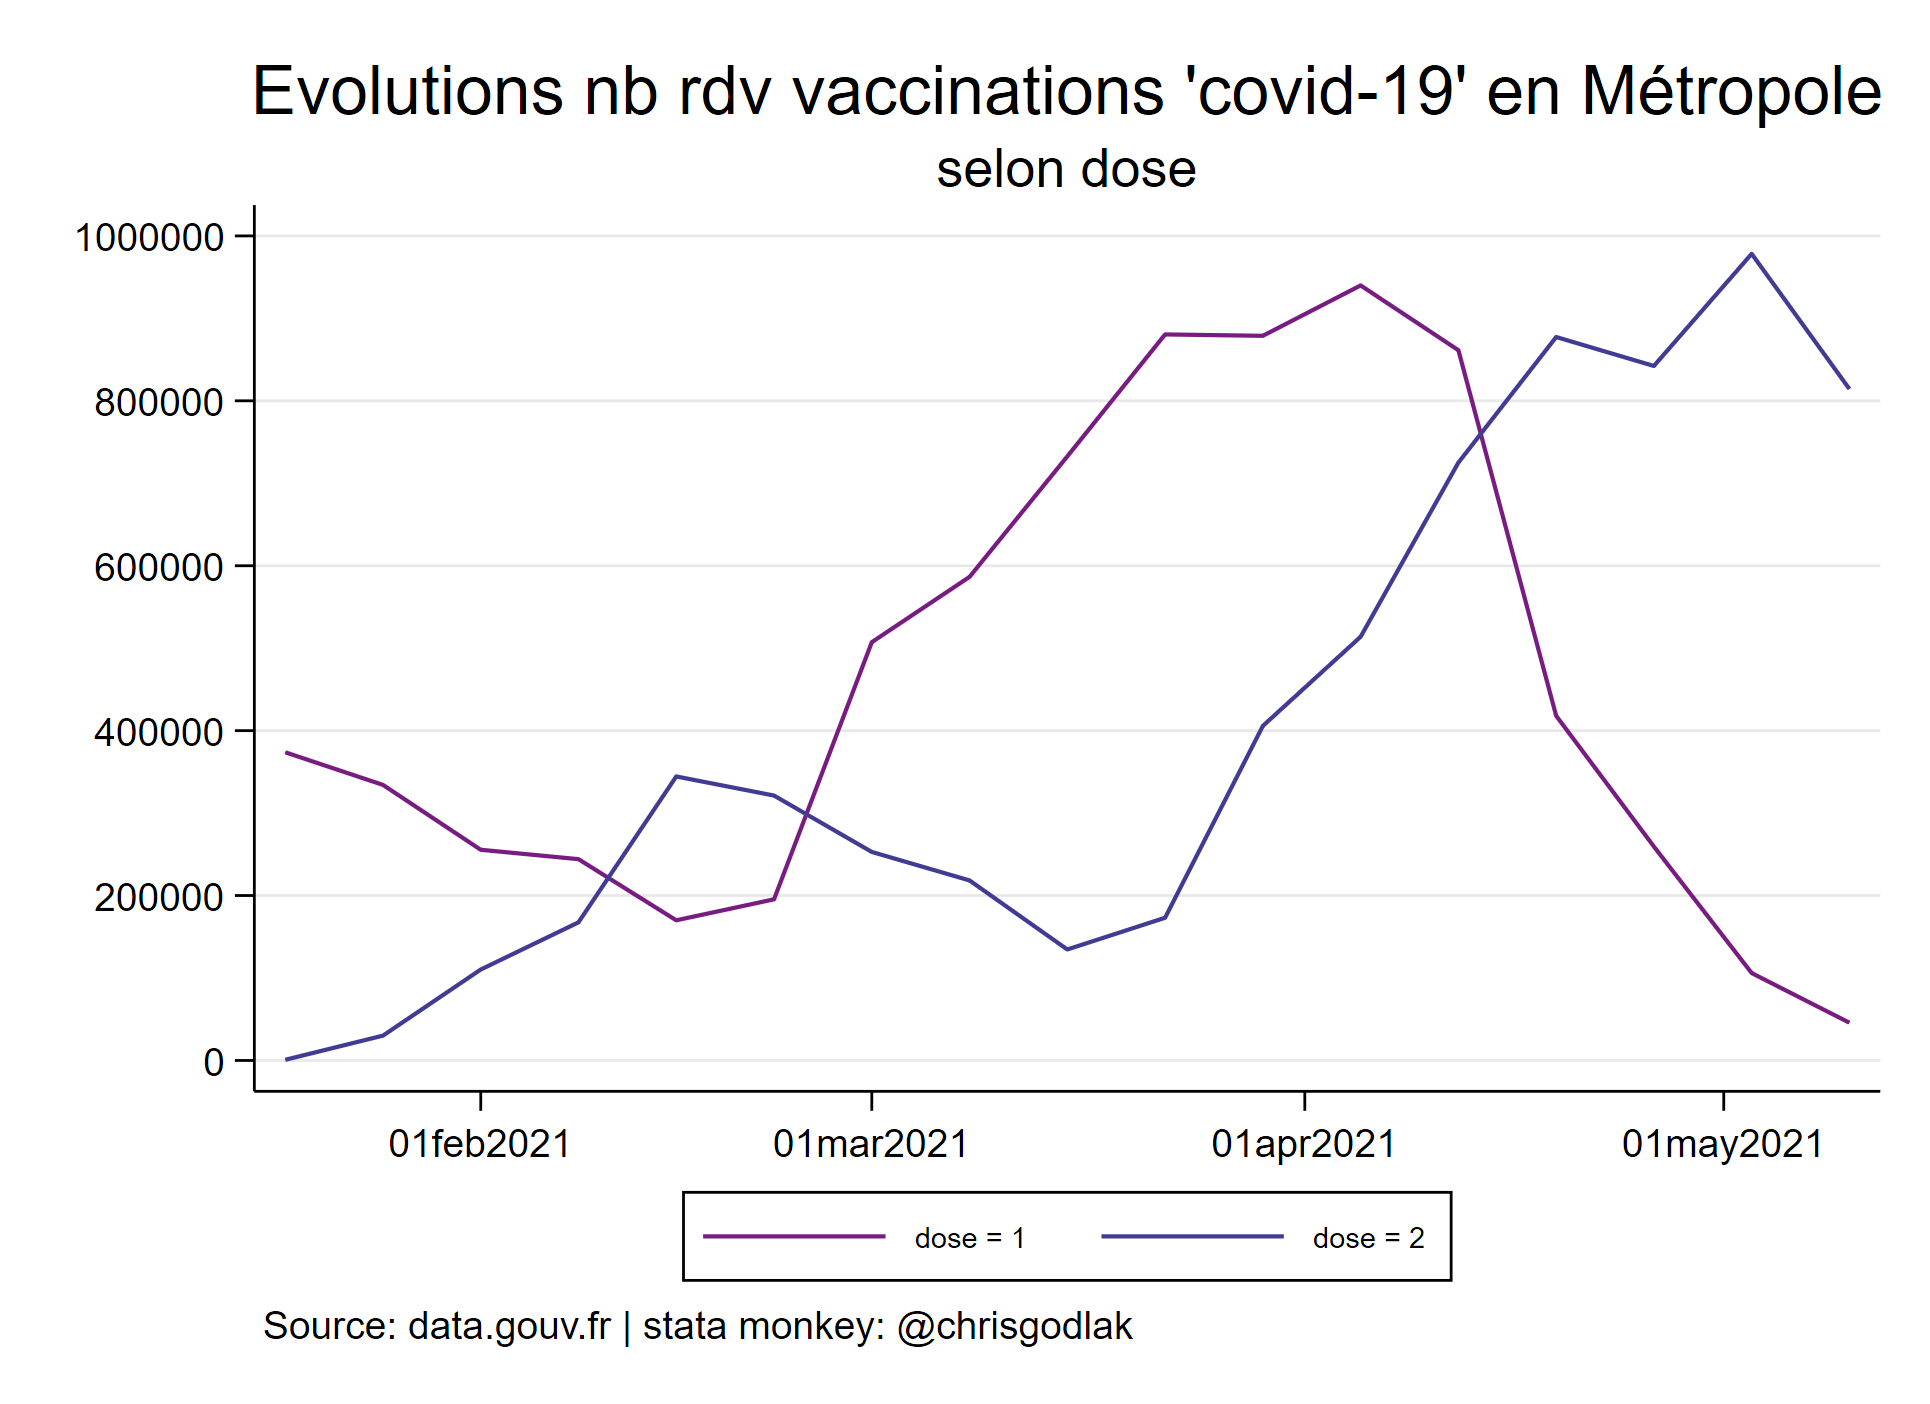 Evolutions nb rdv vaccinations 'covid-19' en Métropole
selon dose
1000000
800000
600000
400000
200000
0
01feb2021 01mar2021 01apr2021 01may2021
dose = 1 dose = 2
Source: data.gouv.fr | stata monkey: @chrisgodlak